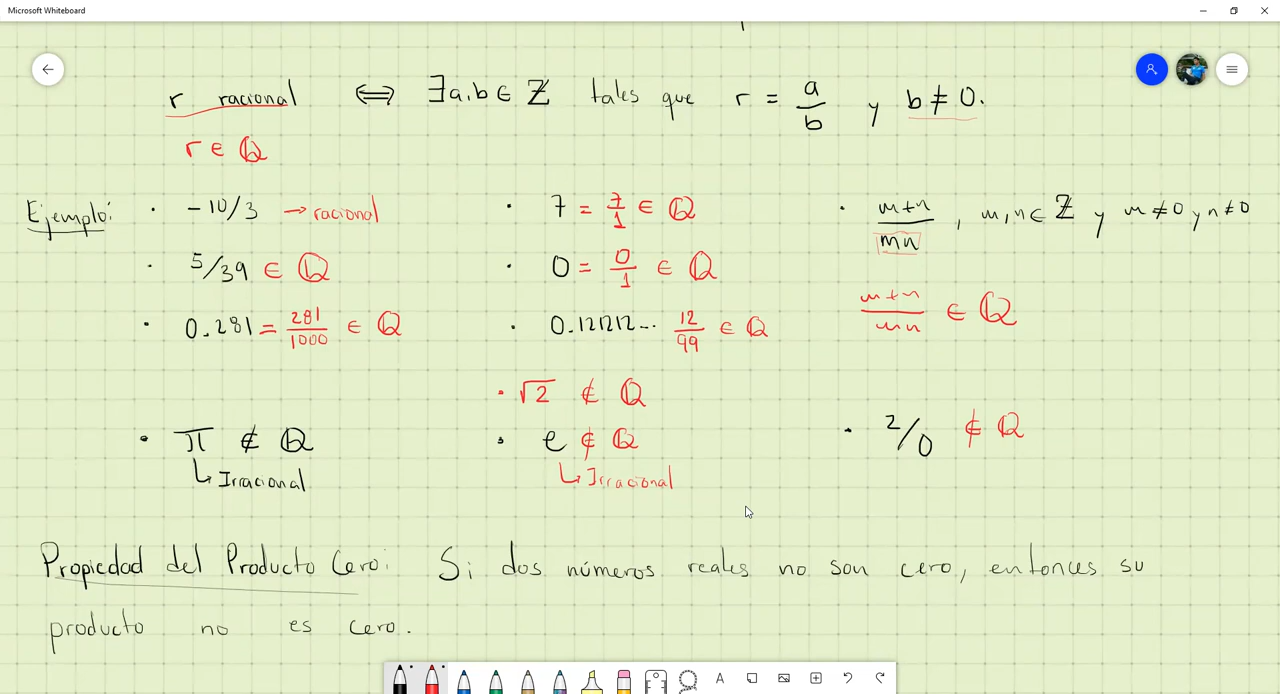 Microsoft Whiteboard
r racional ⟺ ∃a,b ∈ ℤ tales que r = a/b y b ≠ 0.
r ∈ ℚ
Ejemplo:
· -10/3 → racional
· 7 = 7/1 ∈ ℚ
· m+n/mn , m,n ∈ ℤ y m≠0 y n≠0
· 5/39 ∈ ℚ
· 0 = 0/1 ∈ ℚ
· 0.281 = 281/1000 ∈ ℚ
· 0.121212... 12/99 ∈ ℚ
m+n/mn ∈ ℚ
· √2 ∉ ℚ
· π ∉ ℚ
· e ∉ ℚ
· 2/0 ∉ ℚ
↳ Irracional
↳ Irracional
Propiedad del Producto Cero: Si dos números reales no son cero, entonces su
producto no es cero.
A